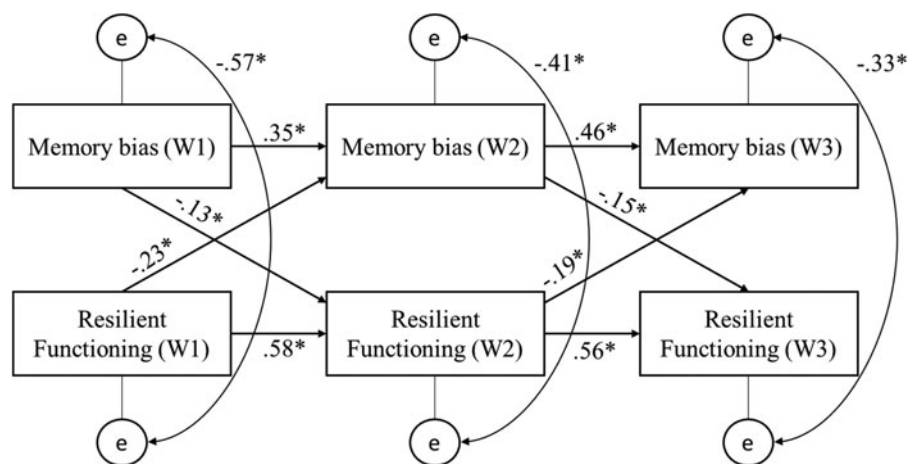 e
e
e
-.57*
-.41*
-.33*
Memory bias (W1)
.35*
Memory bias (W2)
.46*
Memory bias (W3)
-.13*
-.15*
-.23*
-.19*
Resilient
Functioning (W1)
.58*
Resilient
Functioning (W2)
.56*
Resilient
Functioning (W3)
e
e
e